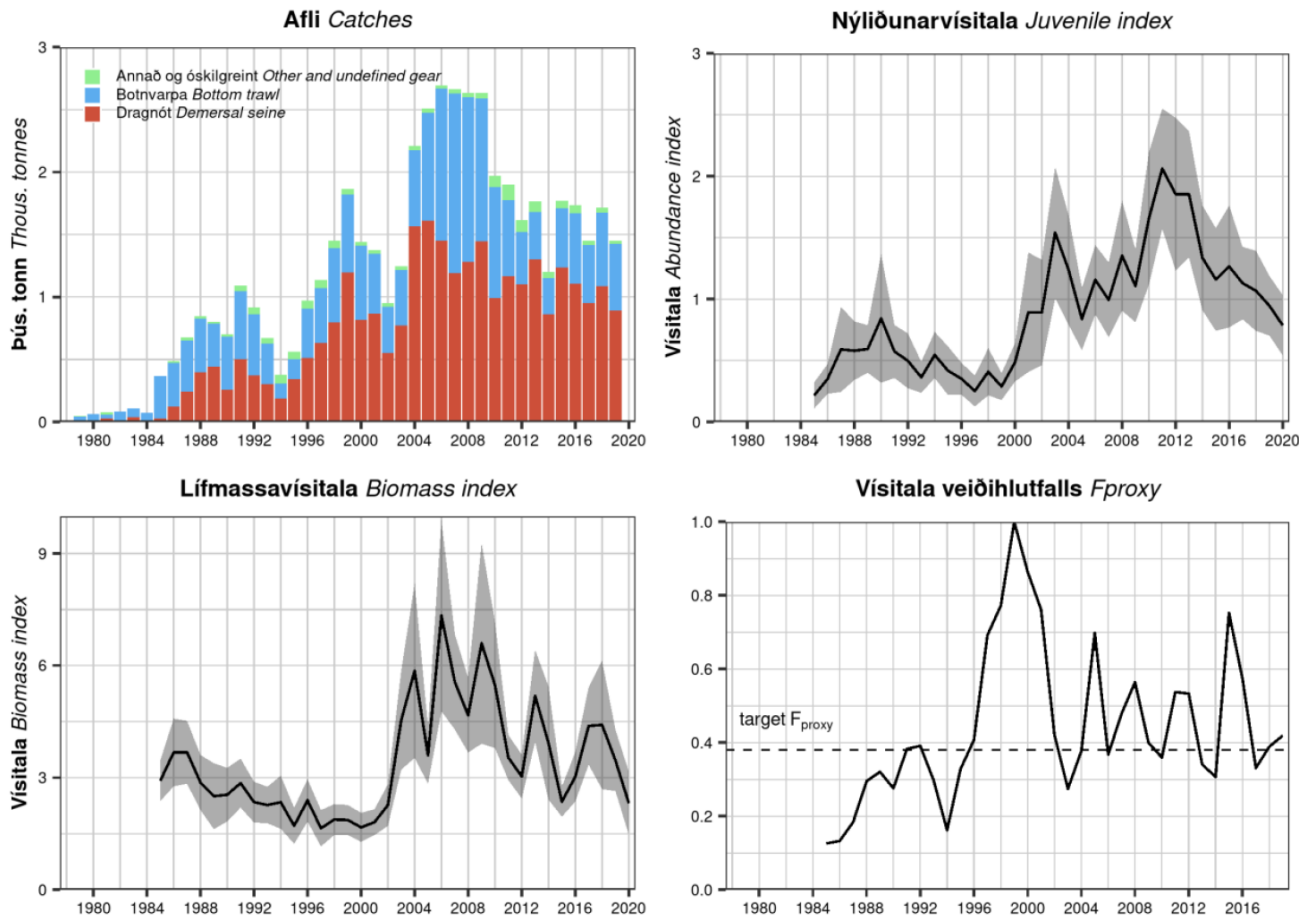 Afli Catches
Þús. tonn Thous. tonnes
3
2
1
0
Annað og óskilgreint Other and undefined gear
Botnvarpa Bottom trawl
Dragnót Demersal seine
1980 1984 1988 1992 1996 2000 2004 2008 2012 2016 2020
Nýliðunarvísitala Juvenile index
Vísitala Abundance index
3
2
1
0
1980 1984 1988 1992 1996 2000 2004 2008 2012 2016 2020
Lífmassavísitala Biomass index
Vísitala Biomass index
9
6
3
0
1980 1984 1988 1992 1996 2000 2004 2008 2012 2016 2020
Vísitala veiðihlutfalls Fproxy
1.0
0.8
0.6
0.4
0.2
0.0
target Fproxy
1980 1984 1988 1992 1996 2000 2004 2008 2012 2016